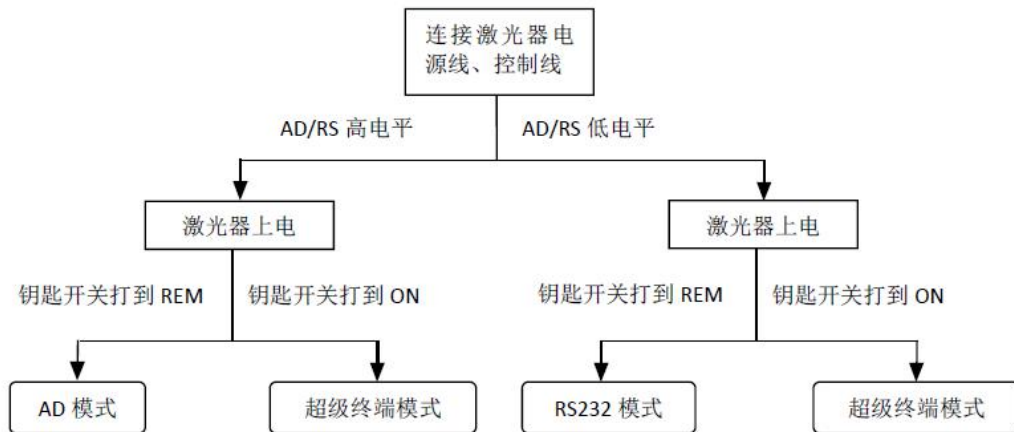 连接激光器电
源线、控制线
AD/RS 高电平
AD/RS 低电平
激光器上电
激光器上电
钥匙开关打到 REM
钥匙开关打到 ON
钥匙开关打到 REM
钥匙开关打到 ON
AD 模式
超级终端模式
RS232 模式
超级终端模式